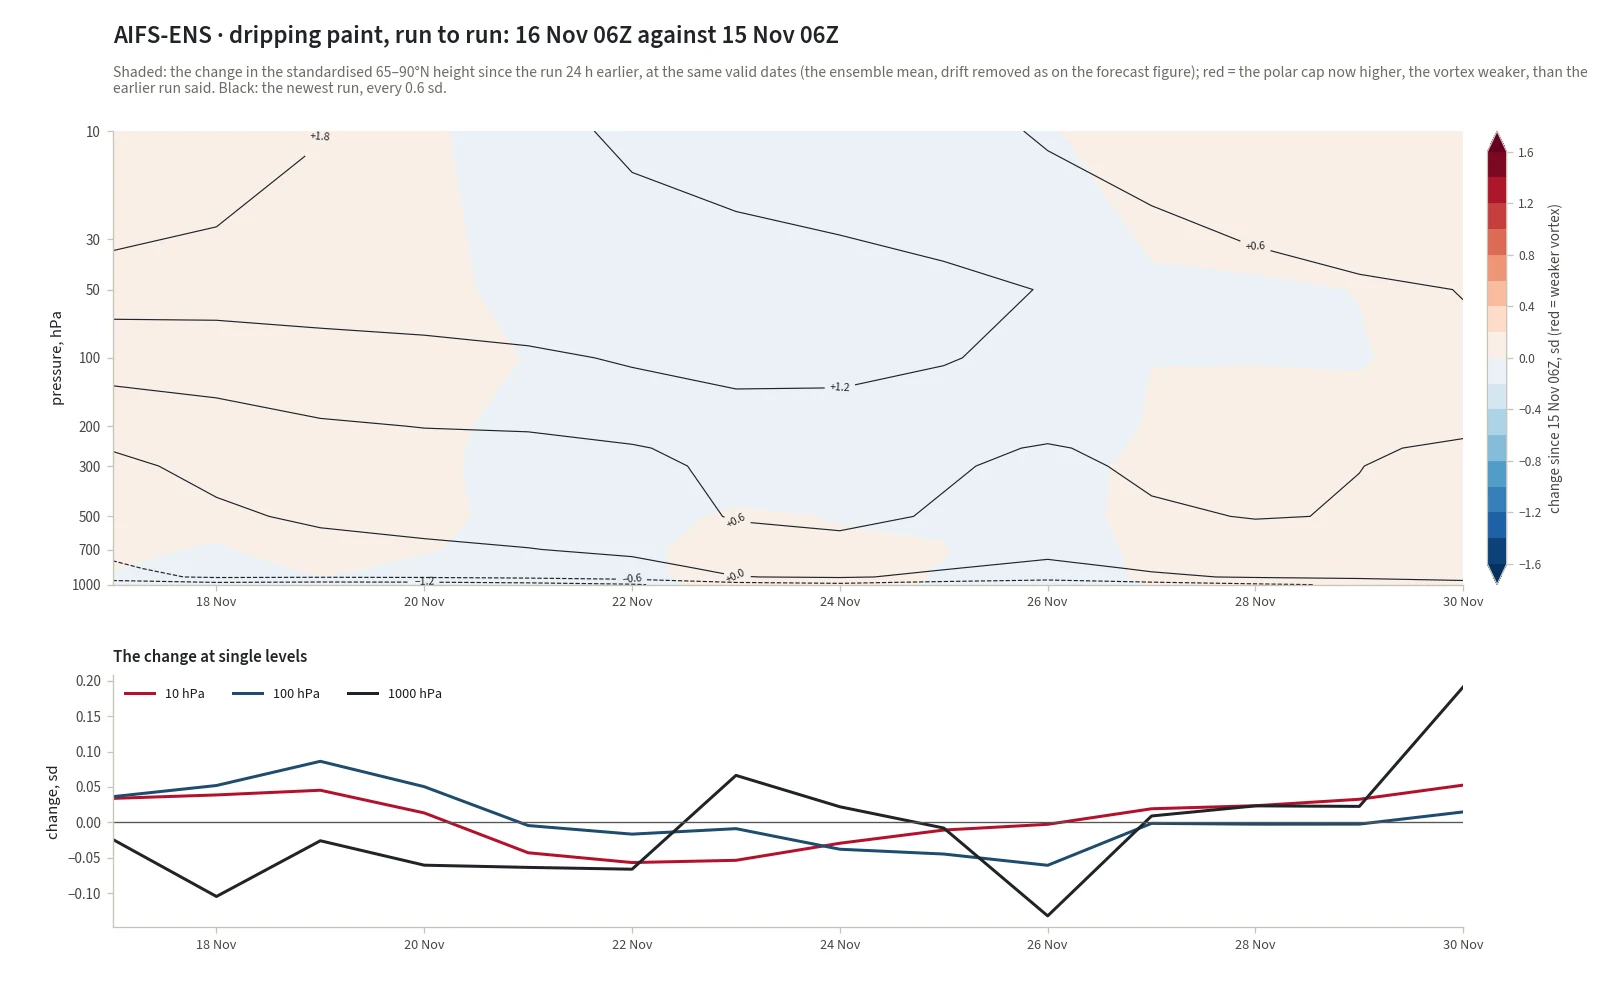 AIFS-ENS · dripping paint, run to run: 16 Nov 06Z against 15 Nov 06Z
Shaded: the change in the standardised 65–90°N height since the run 24 h earlier, at the same valid dates (the ensemble mean, drift removed as on the forecast figure); red = the polar cap now higher, the vortex weaker, than the
earlier run said. Black: the newest run, every 0.6 sd.
pressure, hPa
10
30
50
100
200
300
500
700
1000
+1.8
+0.6
+1.2
+0.6
+0.0
−0.6
−1.2
18 Nov
20 Nov
22 Nov
24 Nov
26 Nov
28 Nov
30 Nov
1.6
1.2
0.8
0.4
0.0
−0.4
−0.8
−1.2
−1.6
change since 15 Nov 06Z, sd (red = weaker vortex)
The change at single levels
10 hPa
100 hPa
1000 hPa
change, sd
0.20
0.15
0.10
0.05
0.00
−0.05
−0.10
18 Nov
20 Nov
22 Nov
24 Nov
26 Nov
28 Nov
30 Nov